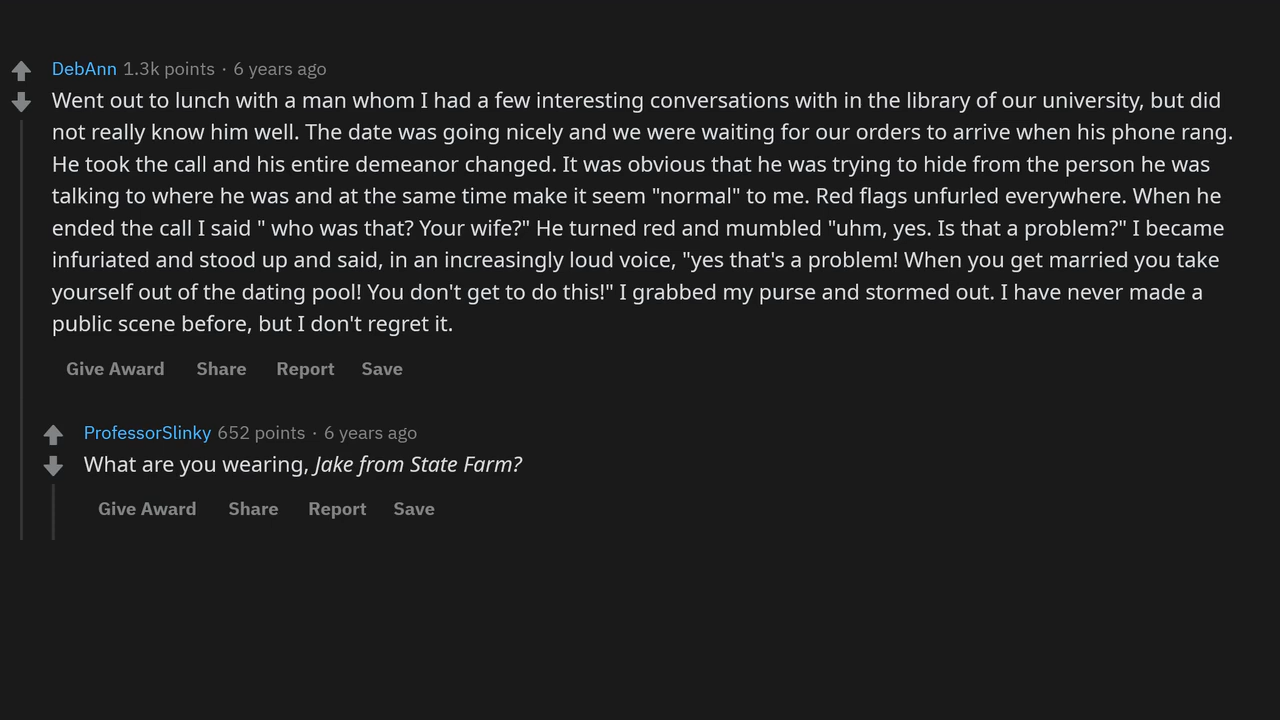 DebAnn 1.3k points · 6 years ago
Went out to lunch with a man whom I had a few interesting conversations with in the library of our university, but did
not really know him well. The date was going nicely and we were waiting for our orders to arrive when his phone rang.
He took the call and his entire demeanor changed. It was obvious that he was trying to hide from the person he was
talking to where he was and at the same time make it seem "normal" to me. Red flags unfurled everywhere. When he
ended the call I said " who was that? Your wife?" He turned red and mumbled "uhm, yes. Is that a problem?" I became
infuriated and stood up and said, in an increasingly loud voice, "yes that's a problem! When you get married you take
yourself out of the dating pool! You don't get to do this!" I grabbed my purse and stormed out. I have never made a
public scene before, but I don't regret it.
Give Award Share Report Save
ProfessorSlinky 652 points · 6 years ago
What are you wearing, Jake from State Farm?
Give Award Share Report Save